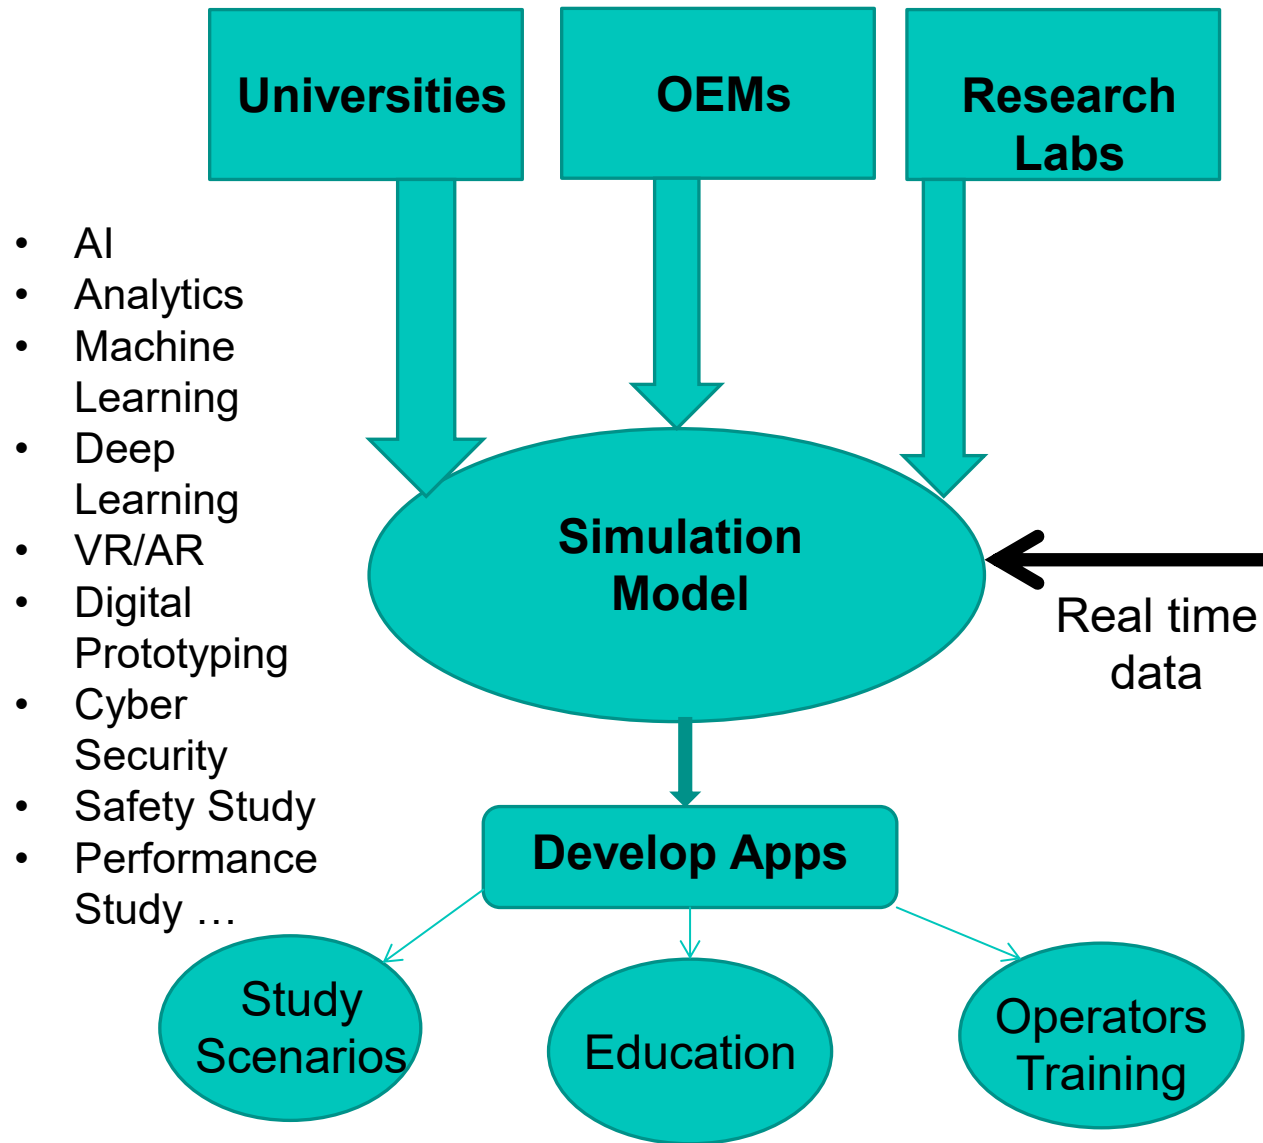 Universities
OEMs
Research
Labs
• AI
• Analytics
• Machine
Learning
• Deep
Learning
• VR/AR
• Digital
Prototyping
• Cyber
Security
• Safety Study
• Performance
Study …
Simulation
Model
Real time
data
Develop Apps
Study
Scenarios
Education
Operators
Training